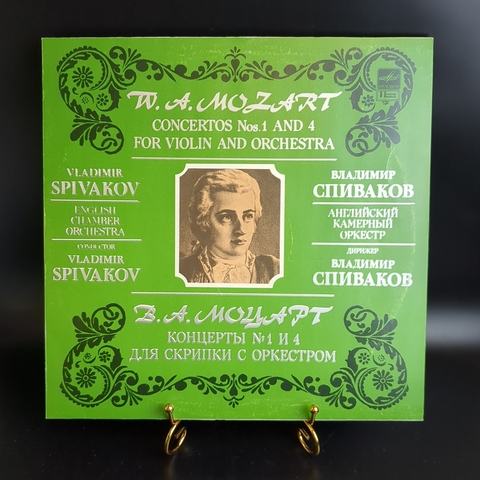 W. A. MOZART
CONCERTOS Nos. 1 AND 4
FOR VIOLIN AND ORCHESTRA
VLADIMIR
SPIVAKOV
ENGLISH
CHAMBER
ORCHESTRA
CONDUCTOR
VLADIMIR
SPIVAKOV
ВЛАДИМИР
СПИВАКОВ
АНГЛИЙСКИЙ
КАМЕРНЫЙ
ОРКЕСТР
ДИРИЖЕР
ВЛАДИМИР
СПИВАКОВ
В. А. МОЦАРТ
КОНЦЕРТЫ №1 И 4
ДЛЯ СКРИПКИ С ОРКЕСТРОМ